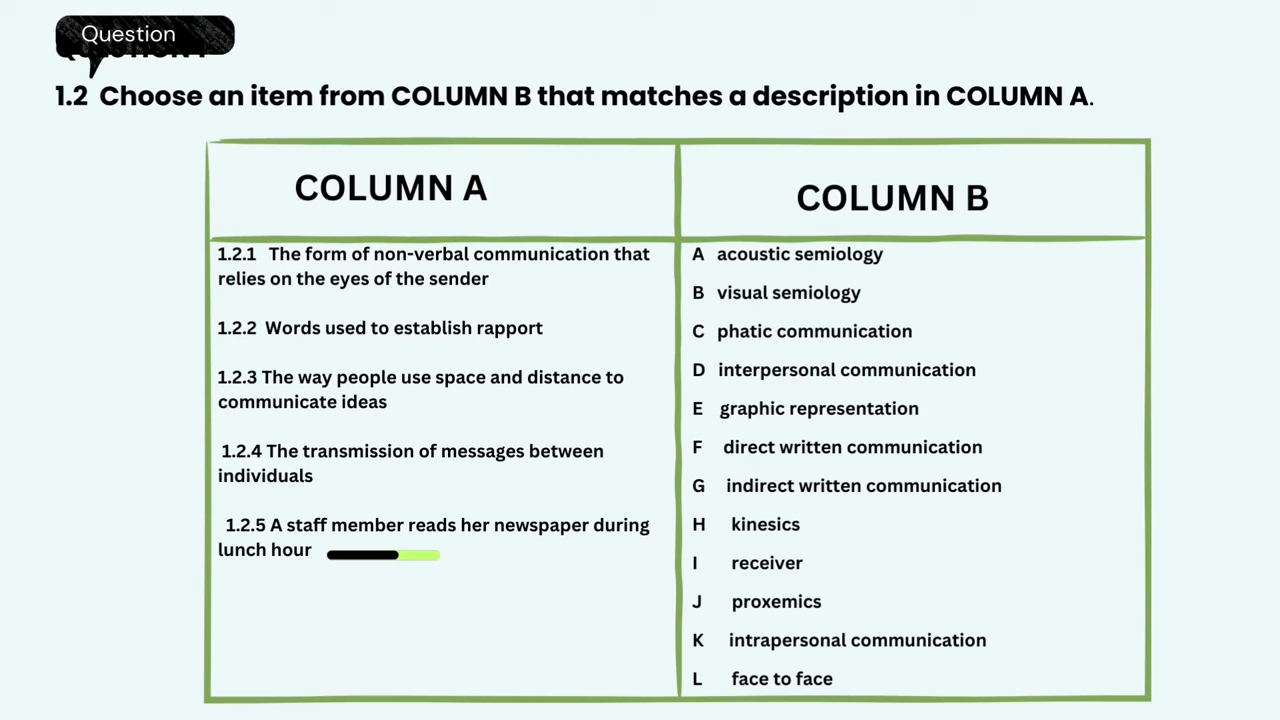 Question
1.2 Choose an item from COLUMN B that matches a description in COLUMN A.
COLUMN A
1.2.1 The form of non-verbal communication that
relies on the eyes of the sender
1.2.2 Words used to establish rapport
1.2.3 The way people use space and distance to
communicate ideas
1.2.4 The transmission of messages between
individuals
1.2.5 A staff member reads her newspaper during
lunch hour
COLUMN B
A acoustic semiology
B visual semiology
C phatic communication
D interpersonal communication
E graphic representation
F direct written communication
G indirect written communication
H kinesics
I receiver
J proxemics
K intrapersonal communication
L face to face